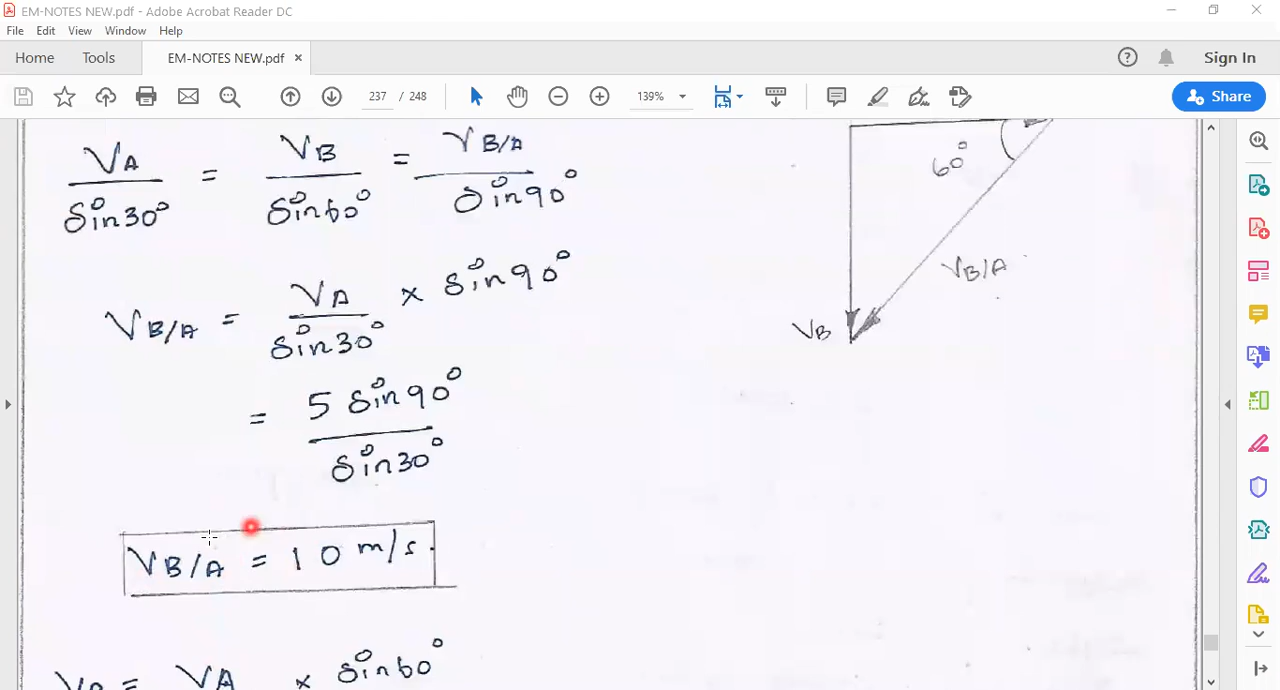 EM-NOTES NEW.pdf - Adobe Acrobat Reader DC
File Edit View Window Help
Home Tools EM-NOTES NEW.pdf × Sign In
237 / 248 139% Share
VA/sin30° = VB/sin60° = VB/A/sin90°
60°
VB/A = VA/sin30° × sin90°
VB/A
VB
= 5 sin90°/sin30°
VB/A = 10 m/s.
VB = VA × sin60°